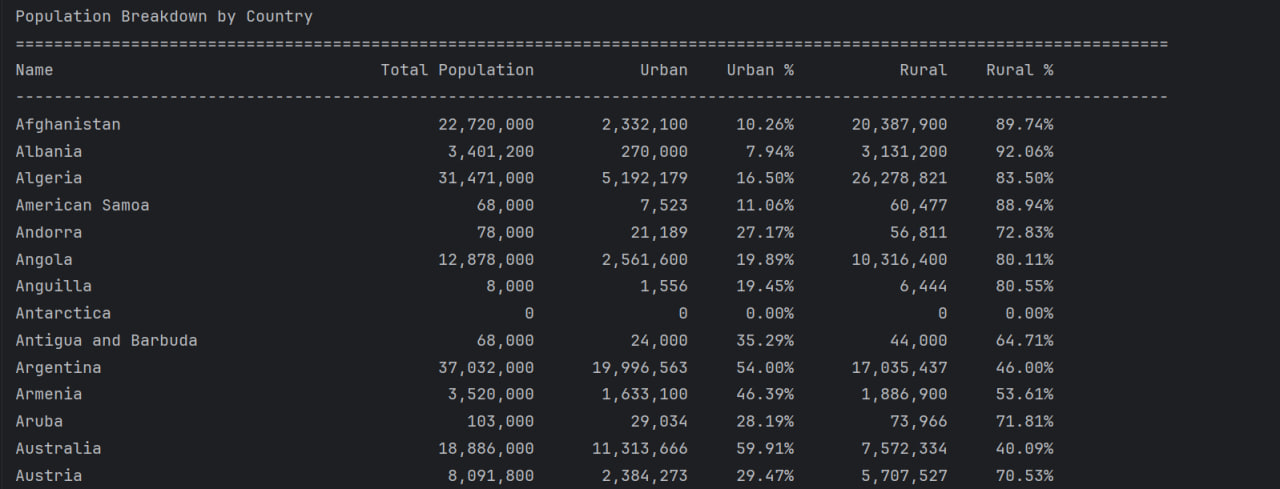 Population Breakdown by Country
========================================================================================================================
Name Total Population Urban Urban % Rural Rural %
------------------------------------------------------------------------------------------------------------------------
Afghanistan 22,720,000 2,332,100 10.26% 20,387,900 89.74%
Albania 3,401,200 270,000 7.94% 3,131,200 92.06%
Algeria 31,471,000 5,192,179 16.50% 26,278,821 83.50%
American Samoa 68,000 7,523 11.06% 60,477 88.94%
Andorra 78,000 21,189 27.17% 56,811 72.83%
Angola 12,878,000 2,561,600 19.89% 10,316,400 80.11%
Anguilla 8,000 1,556 19.45% 6,444 80.55%
Antarctica 0 0 0.00% 0 0.00%
Antigua and Barbuda 68,000 24,000 35.29% 44,000 64.71%
Argentina 37,032,000 19,996,563 54.00% 17,035,437 46.00%
Armenia 3,520,000 1,633,100 46.39% 1,886,900 53.61%
Aruba 103,000 29,034 28.19% 73,966 71.81%
Australia 18,886,000 11,313,666 59.91% 7,572,334 40.09%
Austria 8,091,800 2,384,273 29.47% 5,707,527 70.53%